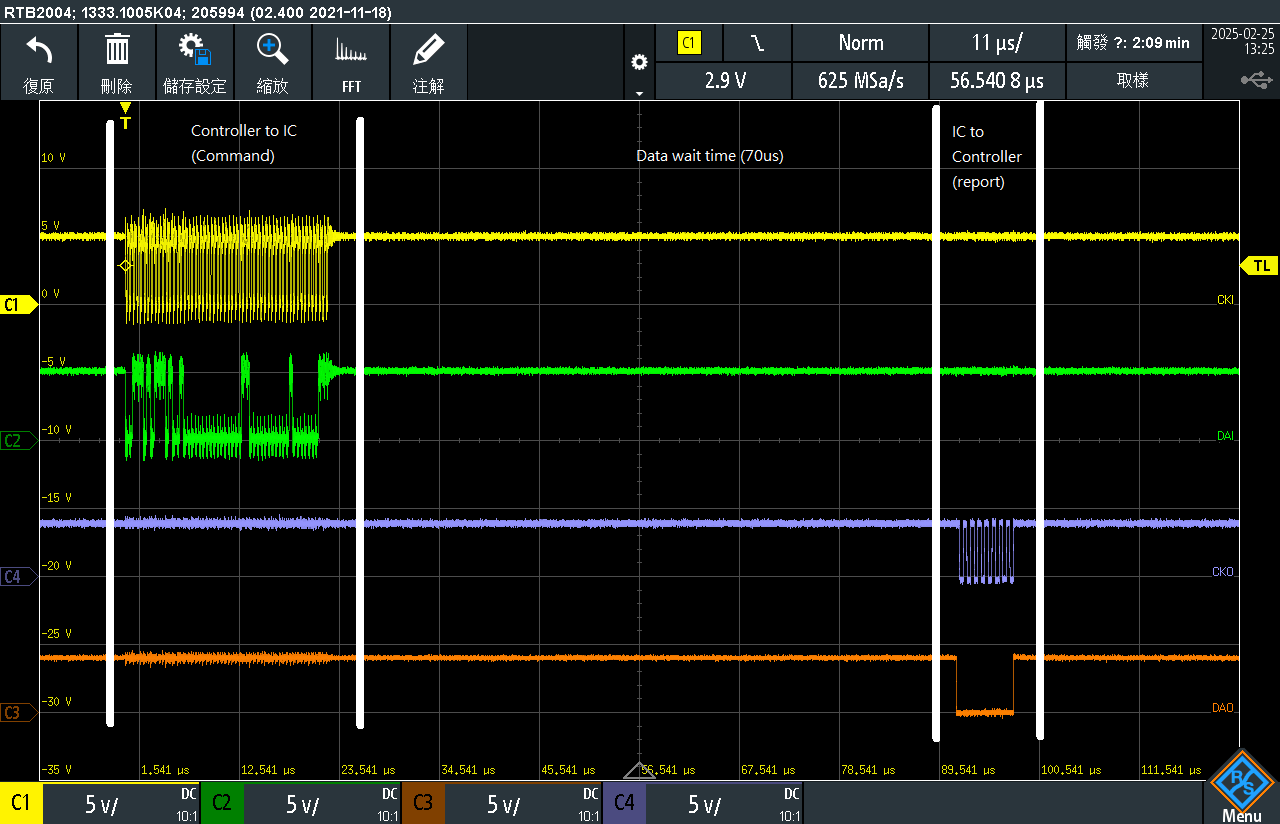 RTB2004; 1333.1005K04; 205994 (02.400 2021-11-18)
復原
刪除
儲存設定
縮放
FFT
注解
C1
Norm
11 µs/
觸發 ?: 2:09 min
2025-02-25
13:25
2.9 V
625 MSa/s
56.540 8 µs
取樣
T
Controller to IC
(Command)
Data wait time (70us)
IC to
Controller
(report)
10 V
5 V
TL
0 V
C1
CKI
-5 V
-10 V
C2
DAI
-15 V
-20 V
C4
CKO
-25 V
-30 V
C3
DAO
-35 V
1,541 µs
12,541 µs
23,541 µs
34,541 µs
45,541 µs
56,541 µs
67,541 µs
78,541 µs
89,541 µs
100,541 µs
111,541 µs
C1
5 V/
DC
10:1
C2
5 V/
DC
10:1
C3
5 V/
DC
10:1
C4
5 V/
DC
10:1
R S
Menu